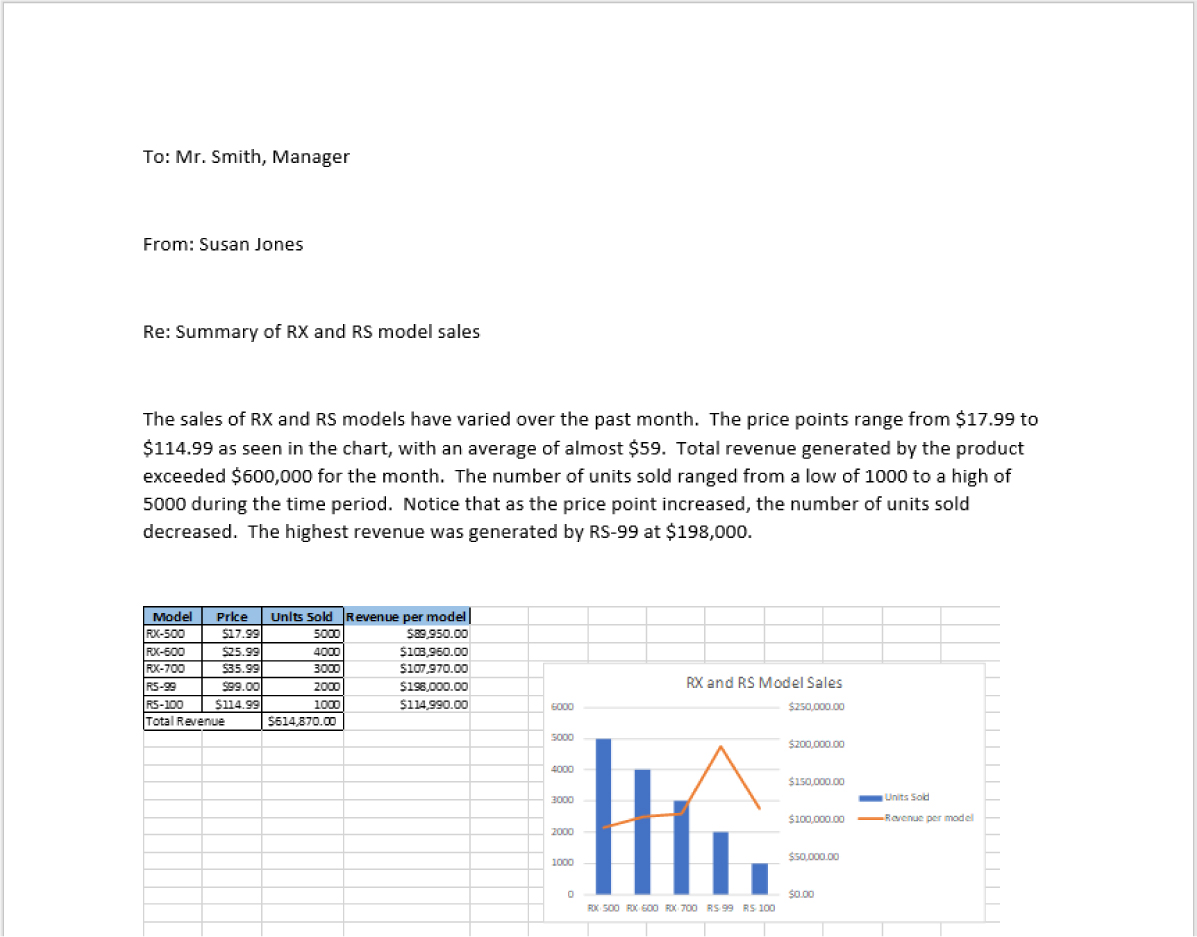 To: Mr. Smith, Manager
From: Susan Jones
Re: Summary of RX and RS model sales
The sales of RX and RS models have varied over the past month.  The price points range from $17.99 to
$114.99 as seen in the chart, with an average of almost $59.  Total revenue generated by the product
exceeded $600,000 for the month.  The number of units sold ranged from a low of 1000 to a high of
5000 during the time period.  Notice that as the price point increased, the number of units sold
decreased.  The highest revenue was generated by RS-99 at $198,000.
Model Price Units Sold Revenue per model
RX-500 $17.99 5000 $89,950.00
RX-600 $25.99 4000 $103,960.00
RX-700 $35.99 3000 $107,970.00
RS-99 $99.00 2000 $198,000.00
RS-100 $114.99 1000 $114,990.00
Total Revenue $614,870.00
RX and RS Model Sales
6000 $250,000.00
5000 $200,000.00
4000 $150,000.00
3000 $100,000.00
2000 $50,000.00
1000 $0.00
0
Units Sold
Revenue per model
RX-500 RX-600 RX-700 RS-99 RS-100